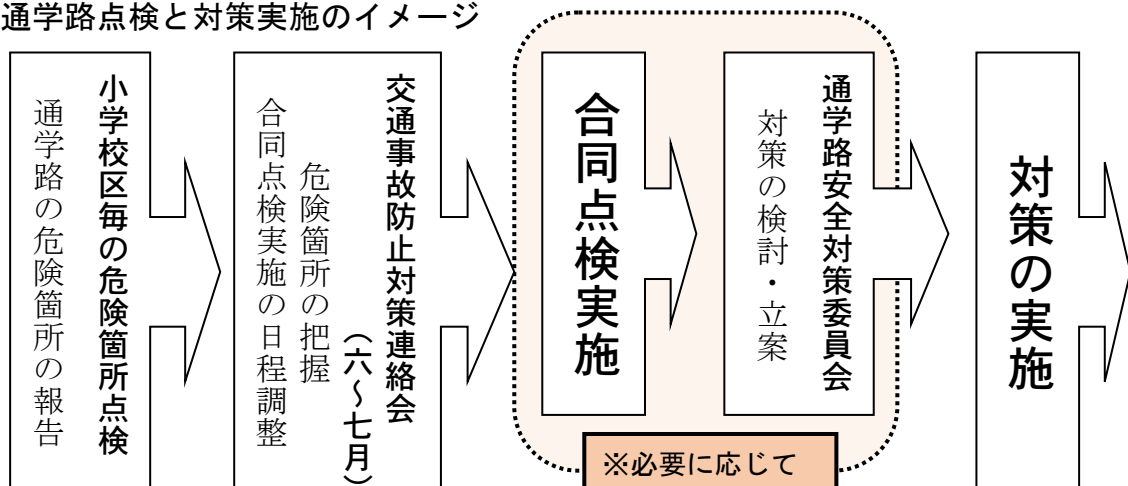 通学路点検と対策実施のイメージ
小学校区毎の危険箇所点検
通学路の危険箇所の報告
交通事故防止対策連絡会
（六～七月）
危険箇所の把握
合同点検実施の日程調整
合同点検実施
通学路安全対策委員会
対策の検討・立案
※必要に応じて
対策の実施